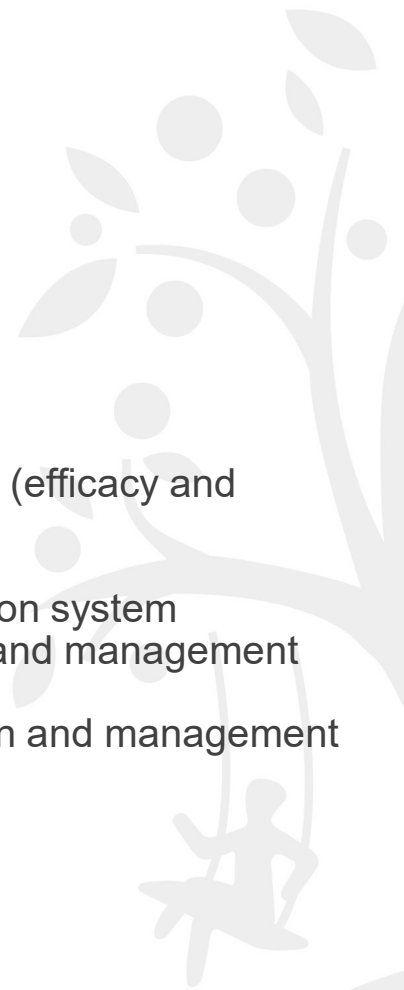 (efficacy and
on system
and management
n and management